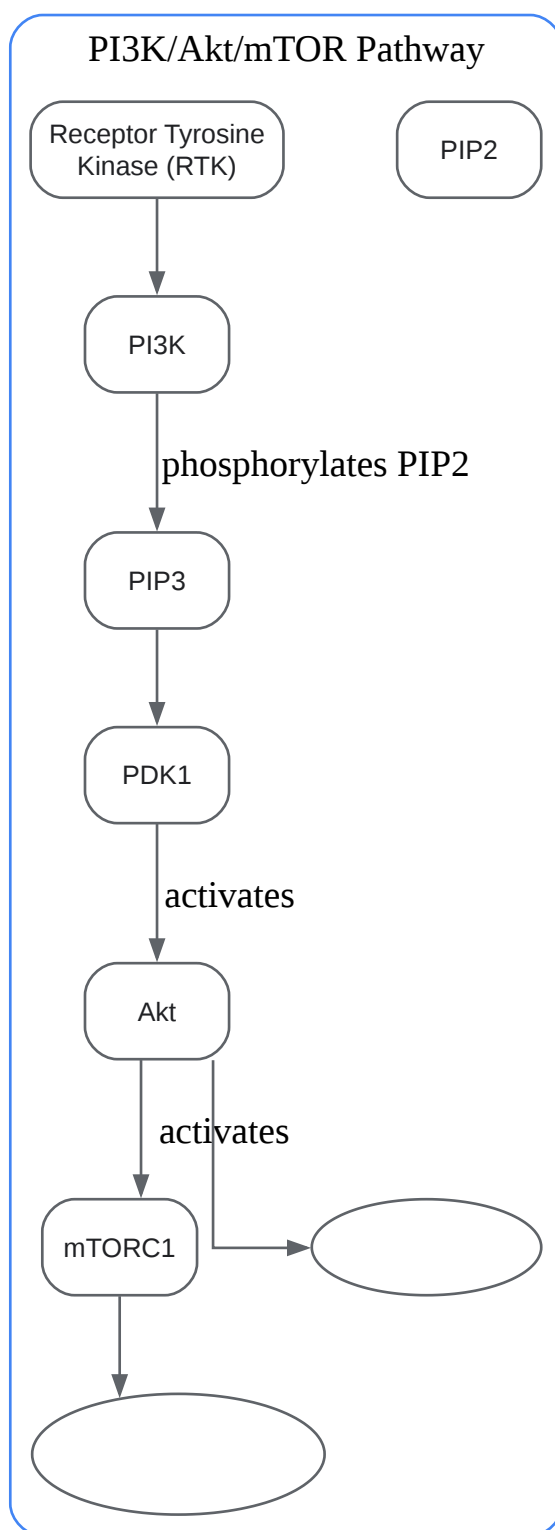 PI3K/Akt/mTOR Pathway
Receptor Tyrosine
Kinase (RTK)
PIP2
PI3K
phosphorylates PIP2
PIP3
PDK1
activates
Akt
activates
mTORC1